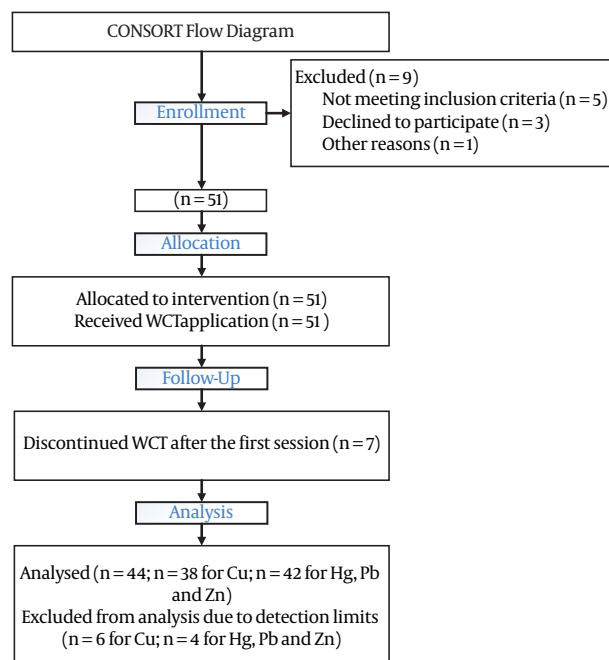 CONSORT Flow Diagram
Enrollment
Excluded (n = 9)
Not meeting inclusion criteria (n = 5)
Declined to participate (n = 3)
Other reasons (n = 1)
(n = 51)
Allocation
Allocated to intervention (n = 51)
Received WCTapplication (n = 51)
Follow-Up
Discontinued WCT after the first session (n = 7)
Analysis
Analysed (n = 44; n = 38 for Cu; n = 42 for Hg, Pb
and Zn)
Excluded from analysis due to detection limits
(n = 6 for Cu; n = 4 for Hg, Pb and Zn)